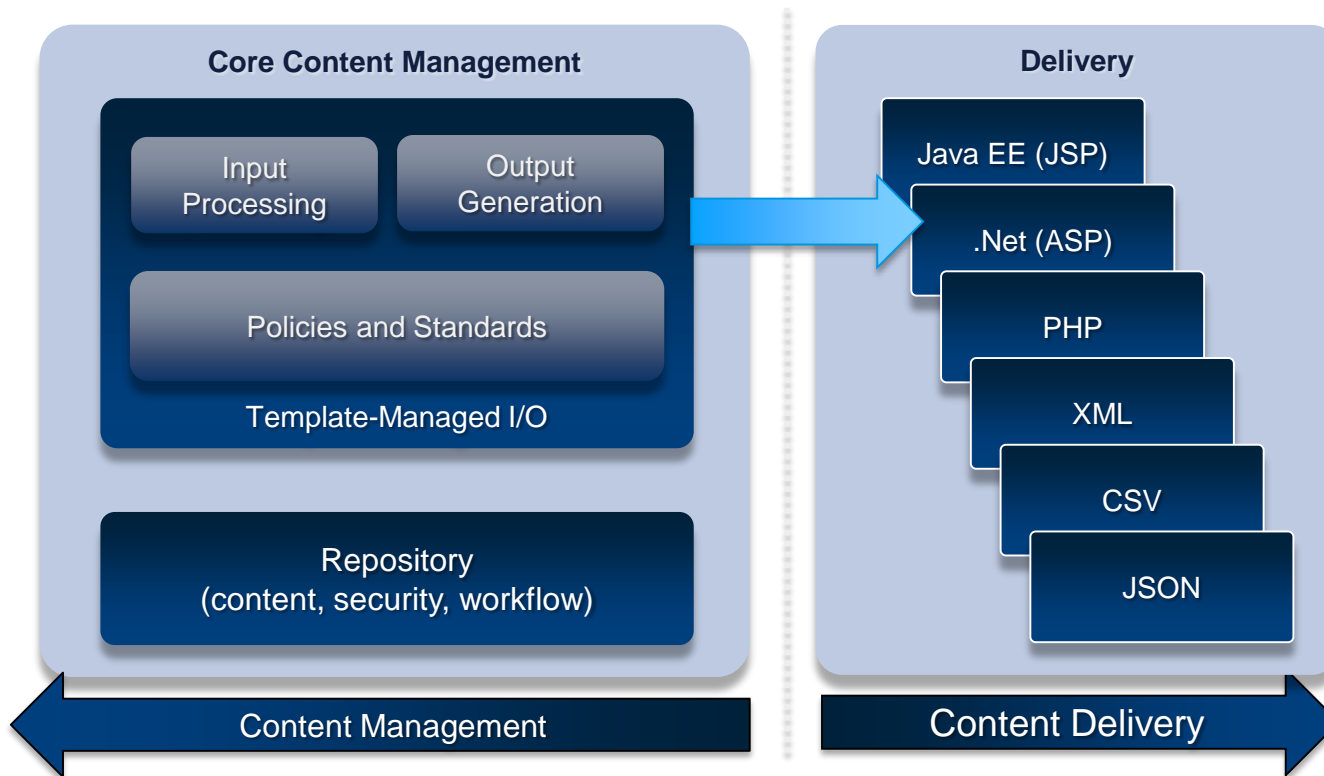 Core Content Management
Input
Processing
Output
Generation
Policies and Standards
Template-Managed I/O
Repository
(content, security, workflow)
Content Management
Delivery
Java EE (JSP)
.Net (ASP)
PHP
XML
CSV
JSON
Content Delivery